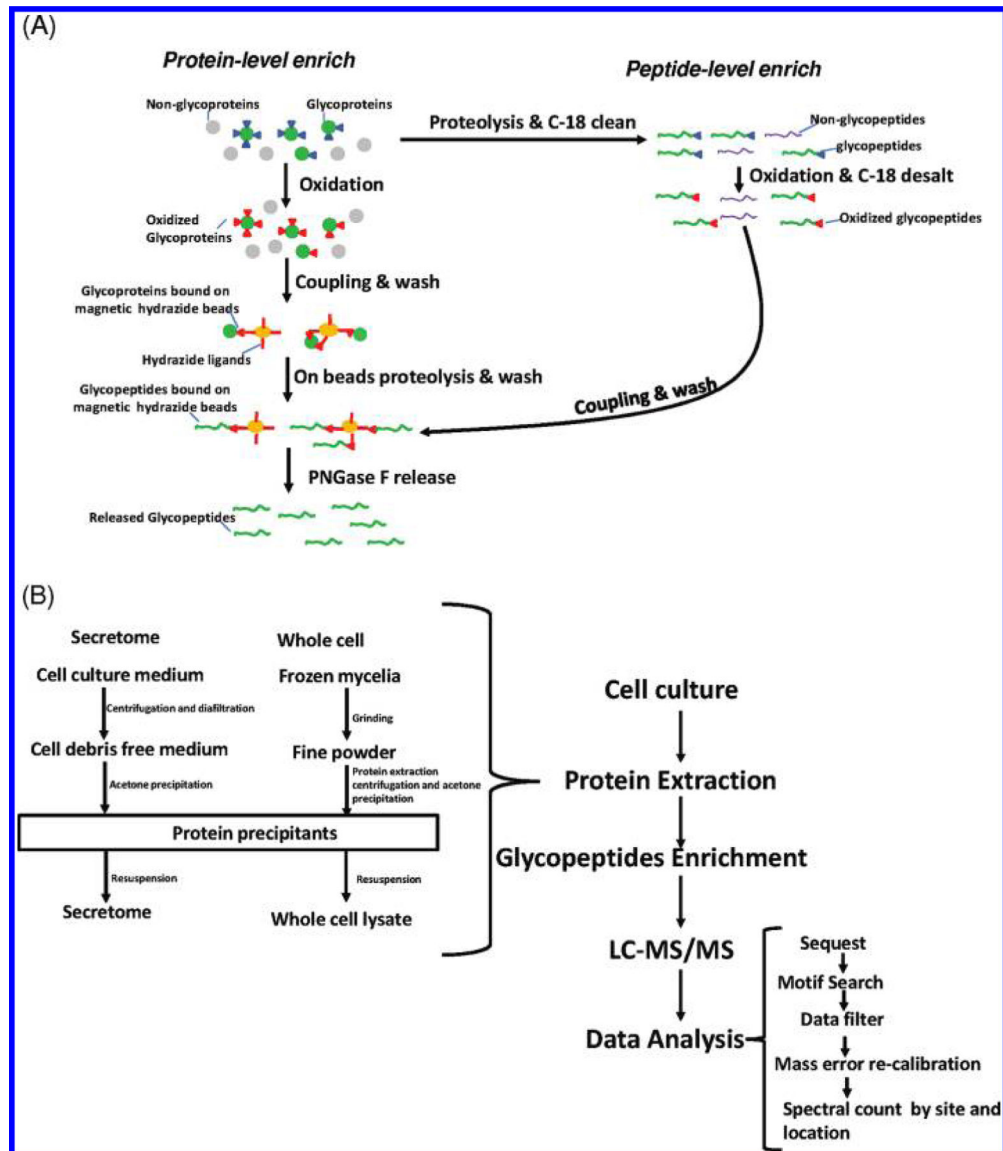 (A)
Protein-level enrich
Peptide-level enrich
Non-glycoproteins
Glycoproteins
Proteolysis & C-18 clean
Non-glycopeptides
glycopeptides
Oxidation
Oxidation & C-18 desalt
Oxidized
Glycoproteins
Oxidized glycopeptides
Coupling & wash
Glycoproteins bound on
magnetic hydrazide beads
Hydrazide ligands
On beads proteolysis & wash
Glycopeptides bound on
magnetic hydrazide beads
Coupling & wash
PNGase F release
Released Glycopeptides
(B)
Secretome
Cell culture medium
Centrifugation and diafiltration
Cell debris free medium
Acetone precipitation
Whole cell
Frozen mycelia
Grinding
Fine powder
Protein extraction
centrifugation and acetone
precipitation
Protein precipitants
Resuspension
Secretome
Resuspension
Whole cell lysate
Cell culture
Protein Extraction
Glycopeptides Enrichment
LC-MS/MS
Data Analysis
Sequest
Motif Search
Data filter
Mass error re-calibration
Spectral count by site and
location